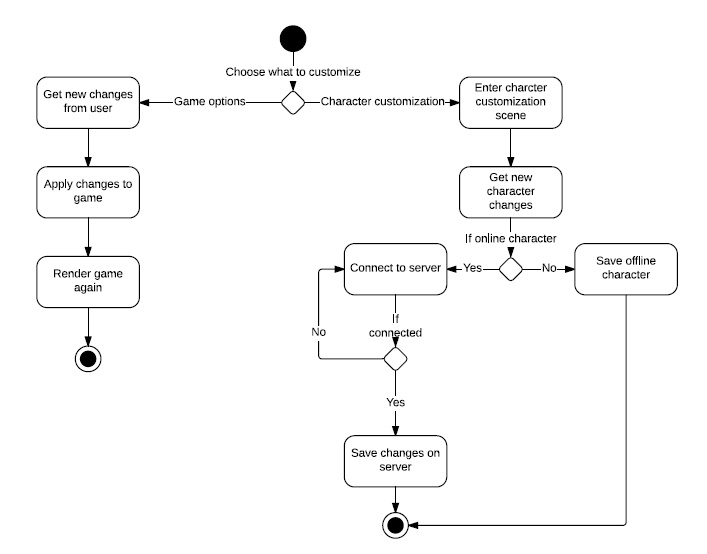 Choose what to customize
Get new changes
from user
Game options
Character customization
Enter charcter
customization
scene
Apply changes to
game
Get new
character
changes
If online character
Render game
again
Connect to server
Yes
No
Save offline
character
If
connected
No
Yes
Save changes on
server